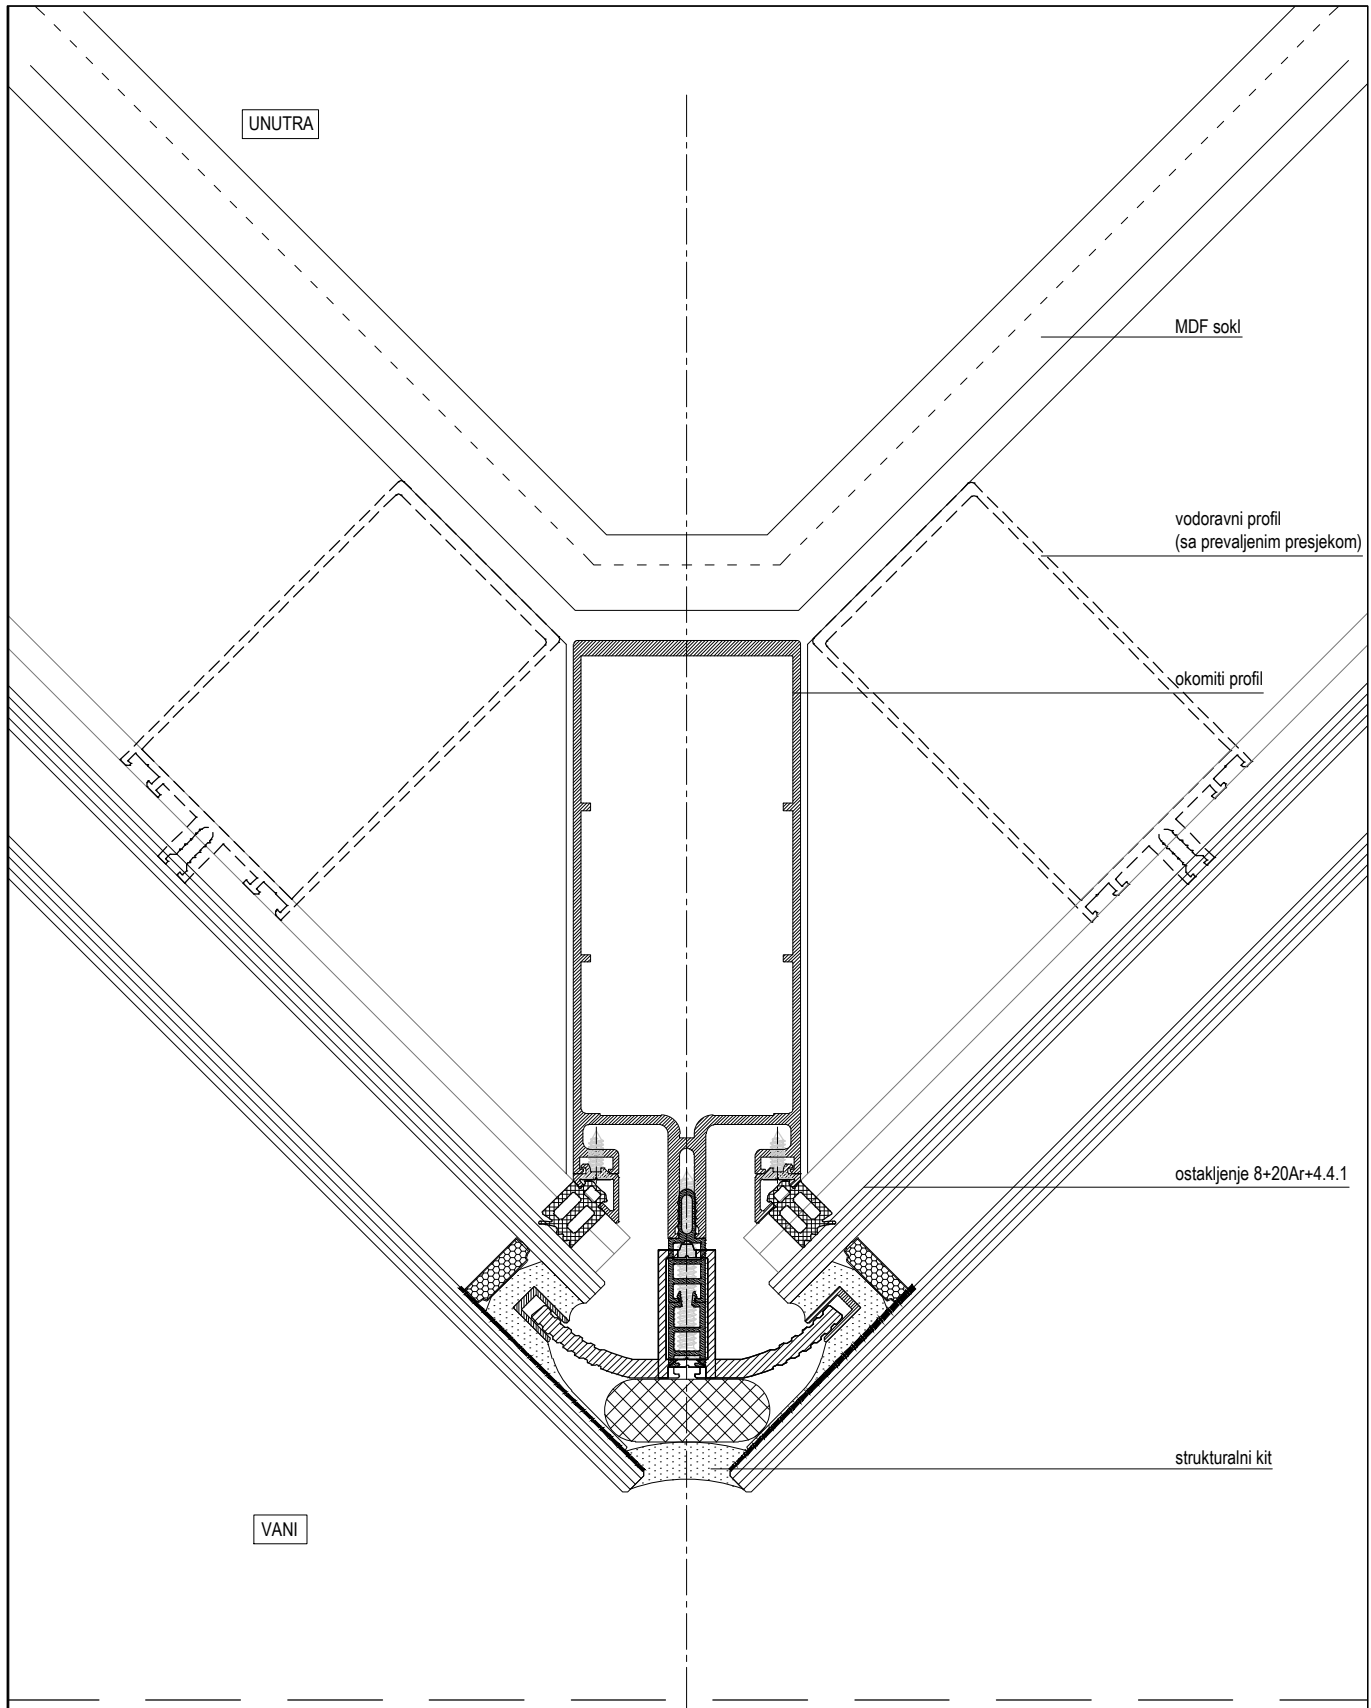 UNUTRA
MDF sokl
vodoravni profil
(sa prevaljenim presjekom)
okomiti profil
ostakljenje 8+20Ar+4.4.1
strukturalni kit
VANI